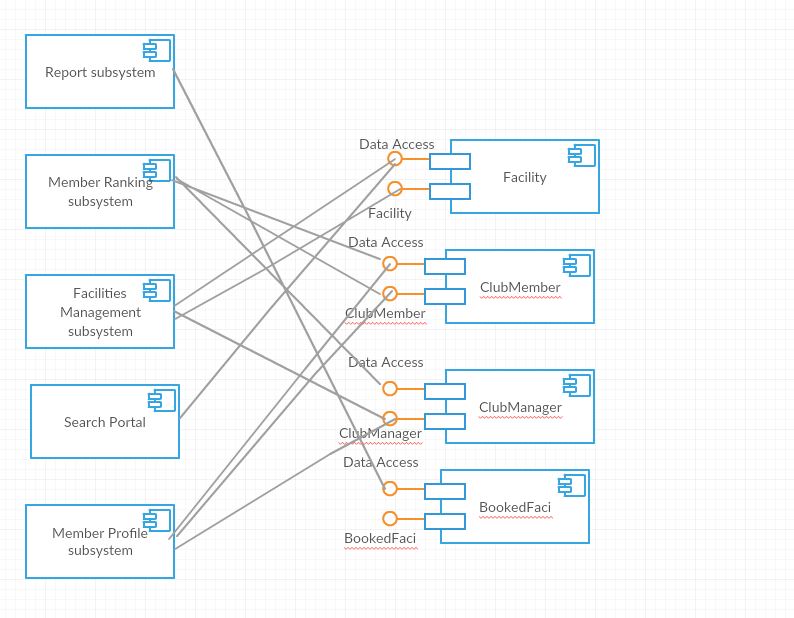 Report subsystem
Member Ranking
subsystem
Facilities
Management
subsystem
Search Portal
Member Profile
subsystem
Data Access
Facility
Facility
Data Access
ClubMember
ClubMember
Data Access
ClubManager
ClubManager
Data Access
BookedFaci
BookedFaci